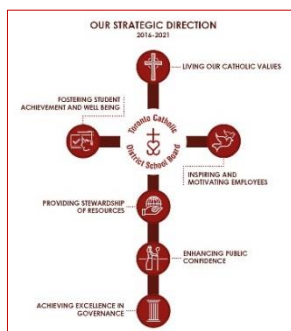 OUR STRATEGIC DIRECTION
2016-2021
LIVING OUR CATHOLIC VALUES
FOSTERING STUDENT
ACHIEVEMENT AND WELL BEING
Toronto Catholic
District School Board
INSPIRING AND
MOTIVATING EMPLOYEES
PROVIDING STEWARDSHIP
OF RESOURCES
ENHANCING PUBLIC
CONFIDENCE
ACHIEVING EXCELLENCE IN
GOVERNANCE